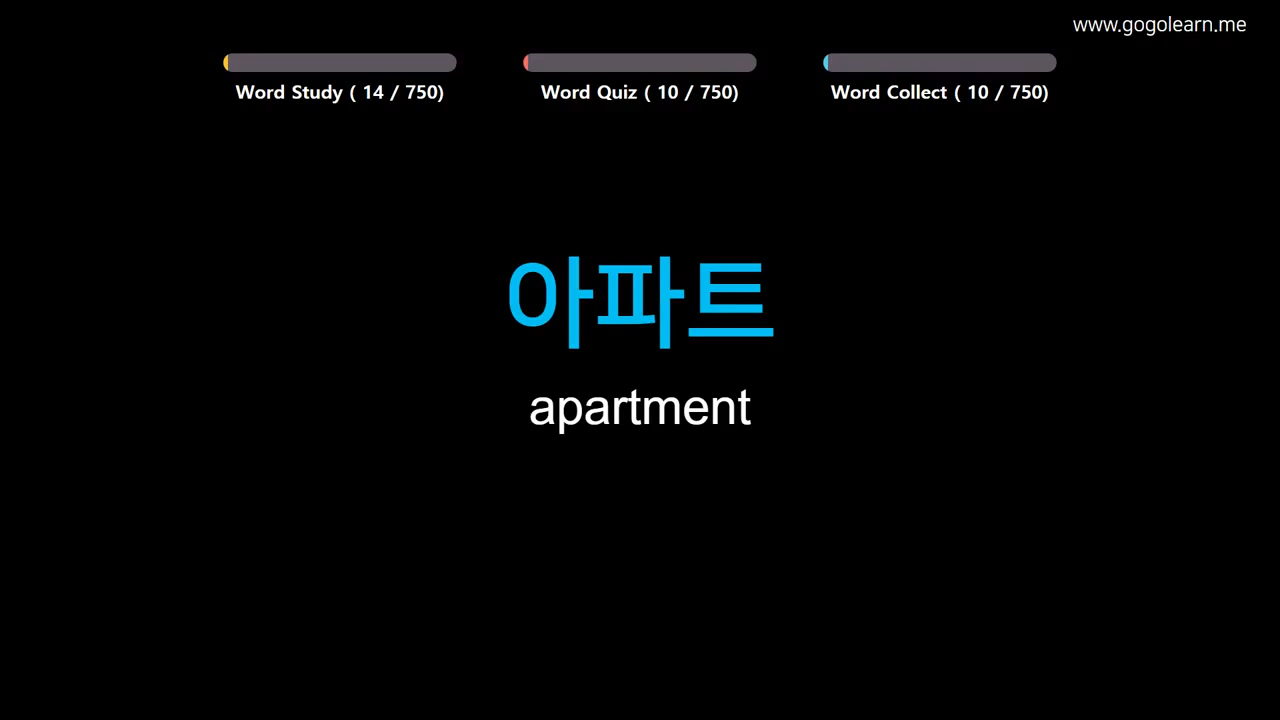 www.gogolearn.me
Word Study ( 14 / 750)
Word Quiz ( 10 / 750)
Word Collect ( 10 / 750)
아파트
apartment